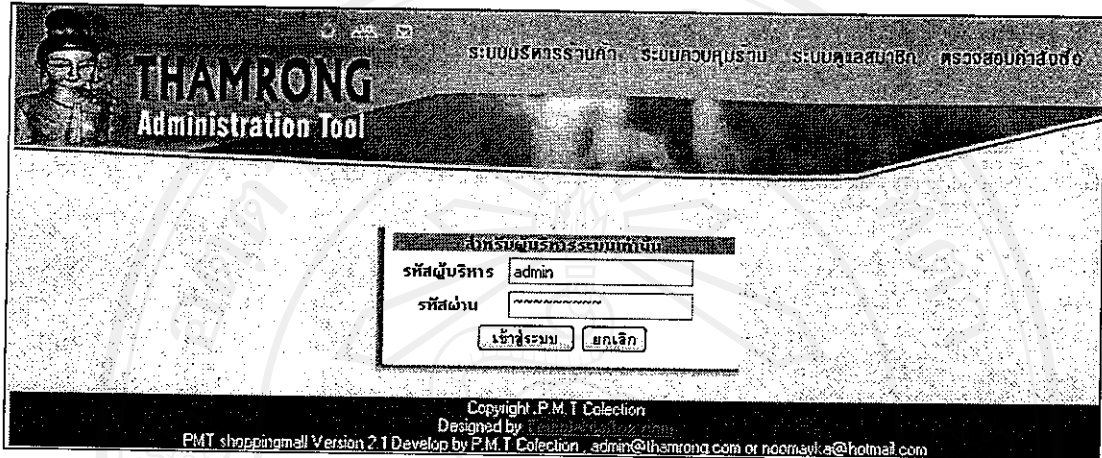 ระบบบริหารร้านค้า ระบบควบคุมร้าน ระบบดูแลสมาชิก ตรวจสอบคำสั่งซื้อ
THAMRONG
Administration Tool
สำหรับผู้บริหารระบบเท่านั้น
รหัสผู้บริหาร admin
รหัสผ่าน ~~~~~~~~~
เข้าสู่ระบบ ยกเลิก
Copyright P.M.T Colection
Designed by
PMT shoppingmall Version 2.1 Develop by P.M.T Colection , admin@thamrong.com or noomayka@hotmail.com